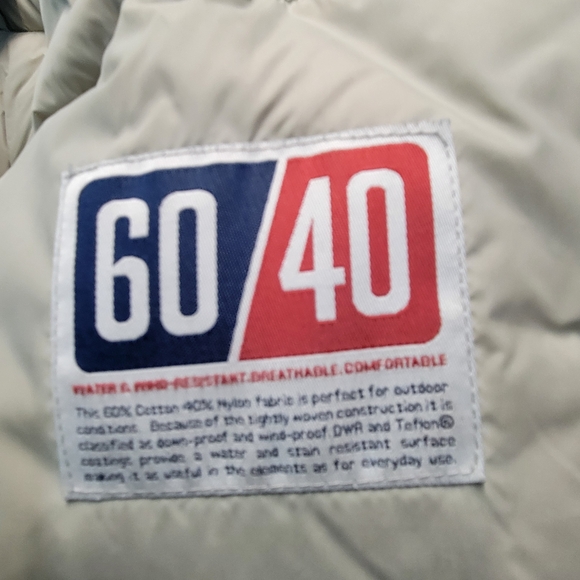 60 40
WATER & WIND-RESISTANT.BREATHABLE.COMFORTABLE
This 60% Cotton 40% Nylon fabric is perfect for outdoor
conditions. Because of the tightly woven construction it is
classified as down-proof and wind-proof. DWR and Teflon®
coatings provide a water and stain resistant surface
making it as useful in the elements as for everyday use.